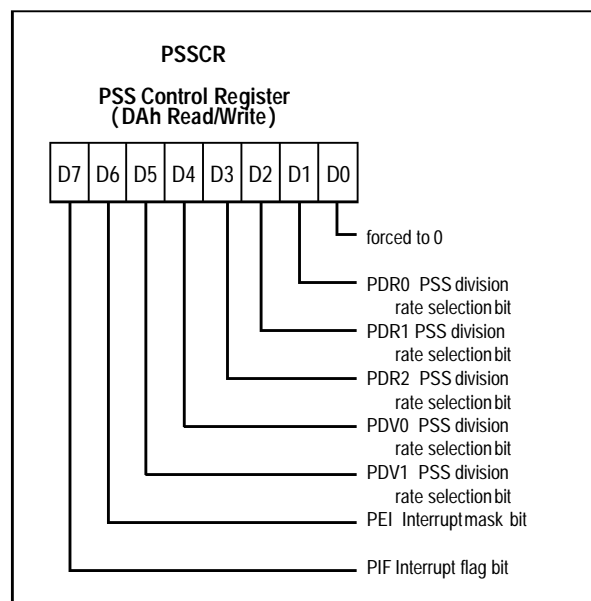 PSSCR
PSS Control Register
(DAh Read/Write)
D7 D6 D5 D4 D3 D2 D1 D0
forced to 0
PDR0 PSS division
rate selection bit
PDR1 PSS division
rate selection bit
PDR2 PSS division
rate selection bit
PDV0 PSS division
rate selection bit
PDV1 PSS division
rate selection bit
PEI Interrupt mask bit
PIF Interrupt flag bit